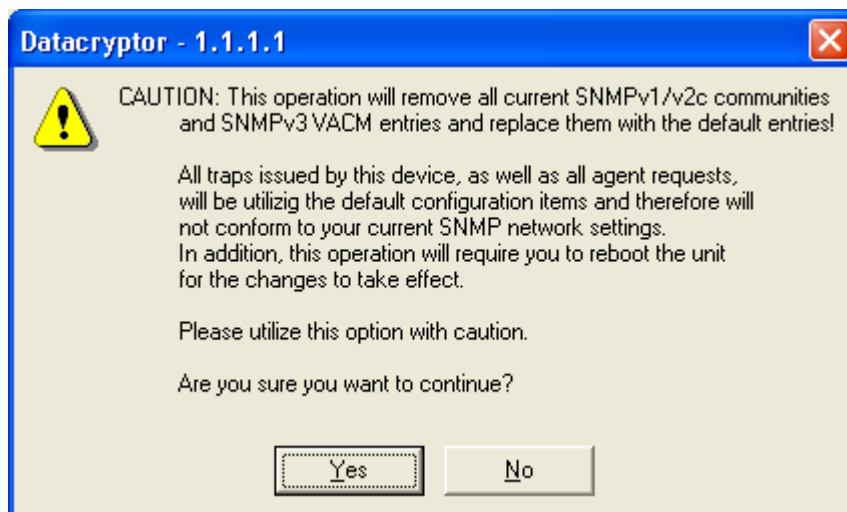 Datacryptor - 1.1.1.1
CAUTION: This operation will remove all current SNMPv1/v2c communities
and SNMPv3 VACM entries and replace them with the default entries!
All traps issued by this device, as well as all agent requests,
will be utilizig the default configuration items and therefore will
not conform to your current SNMP network settings.
In addition, this operation will require you to reboot the unit
for the changes to take effect.
Please utilize this option with caution.
Are you sure you want to continue?
Yes
No